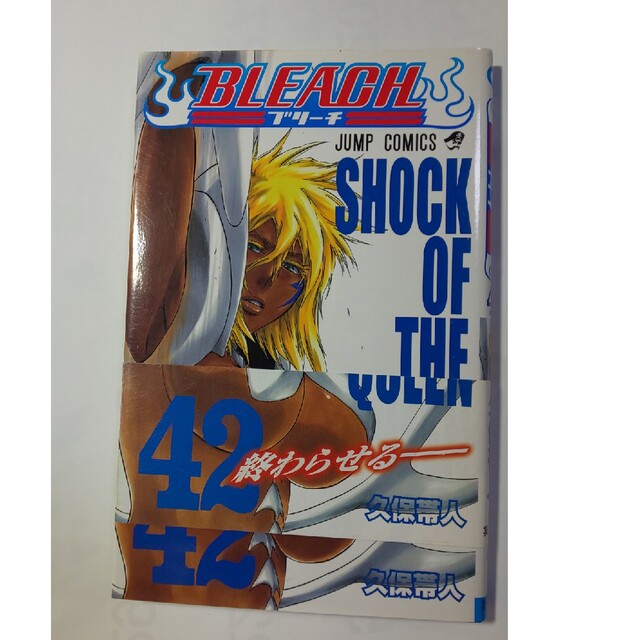 BLEACH
ブリーチ
JUMP COMICS
SHOCK
OF
THE
QUEEN
42
終わらせる——
久保帯人
42
久保帯人